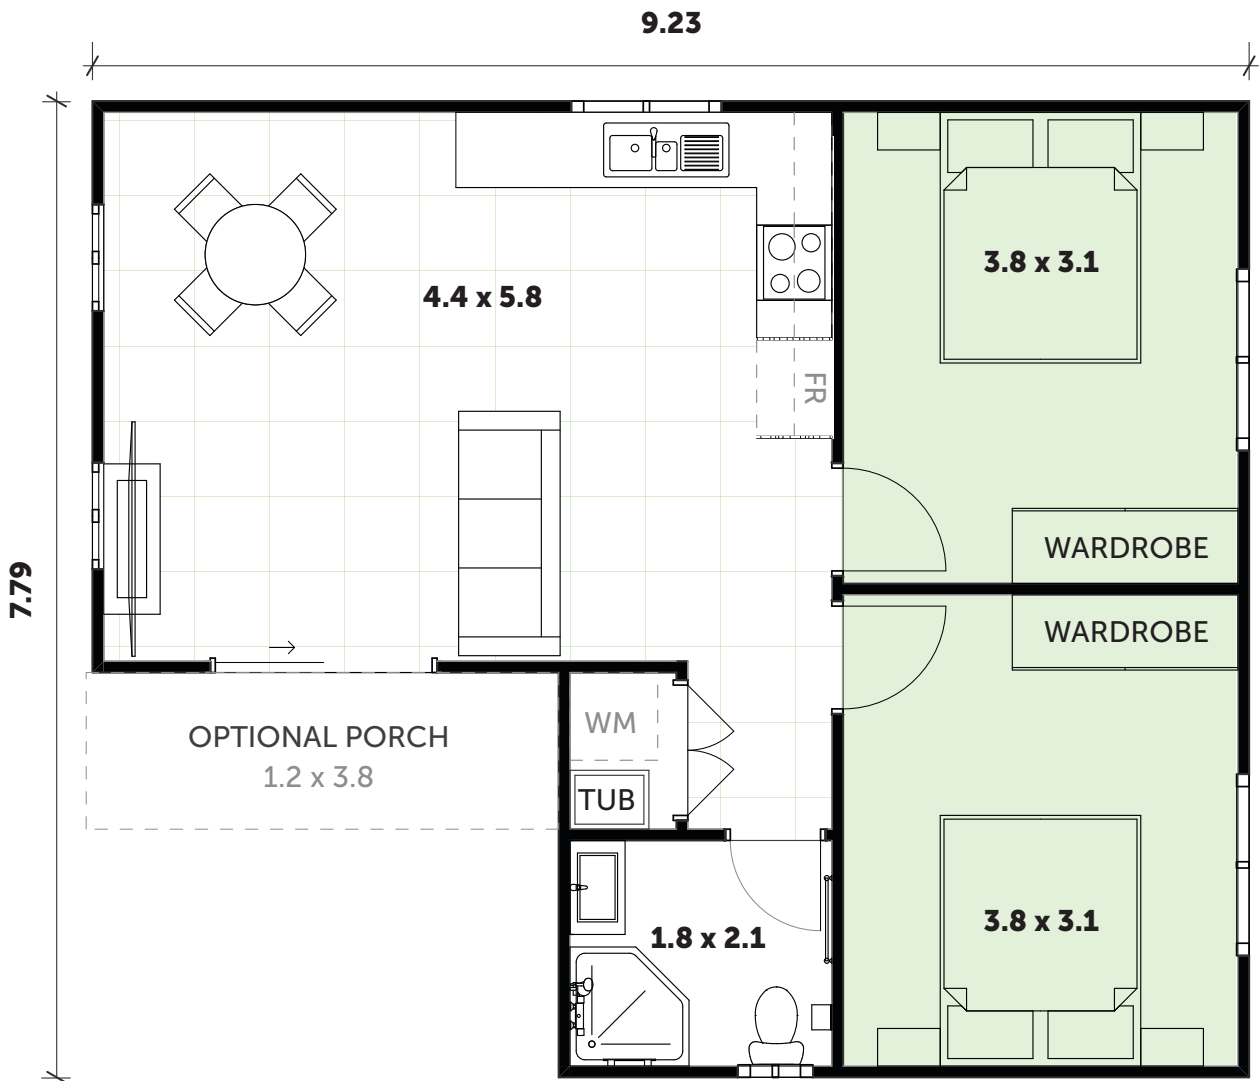 9.23
3.8 x 3.1
4.4 x 5.8
FR
WARDROBE
7.79
WARDROBE
WM
OPTIONAL PORCH
1.2 x 3.8
TUB
3.8 x 3.1
1.8 x 2.1